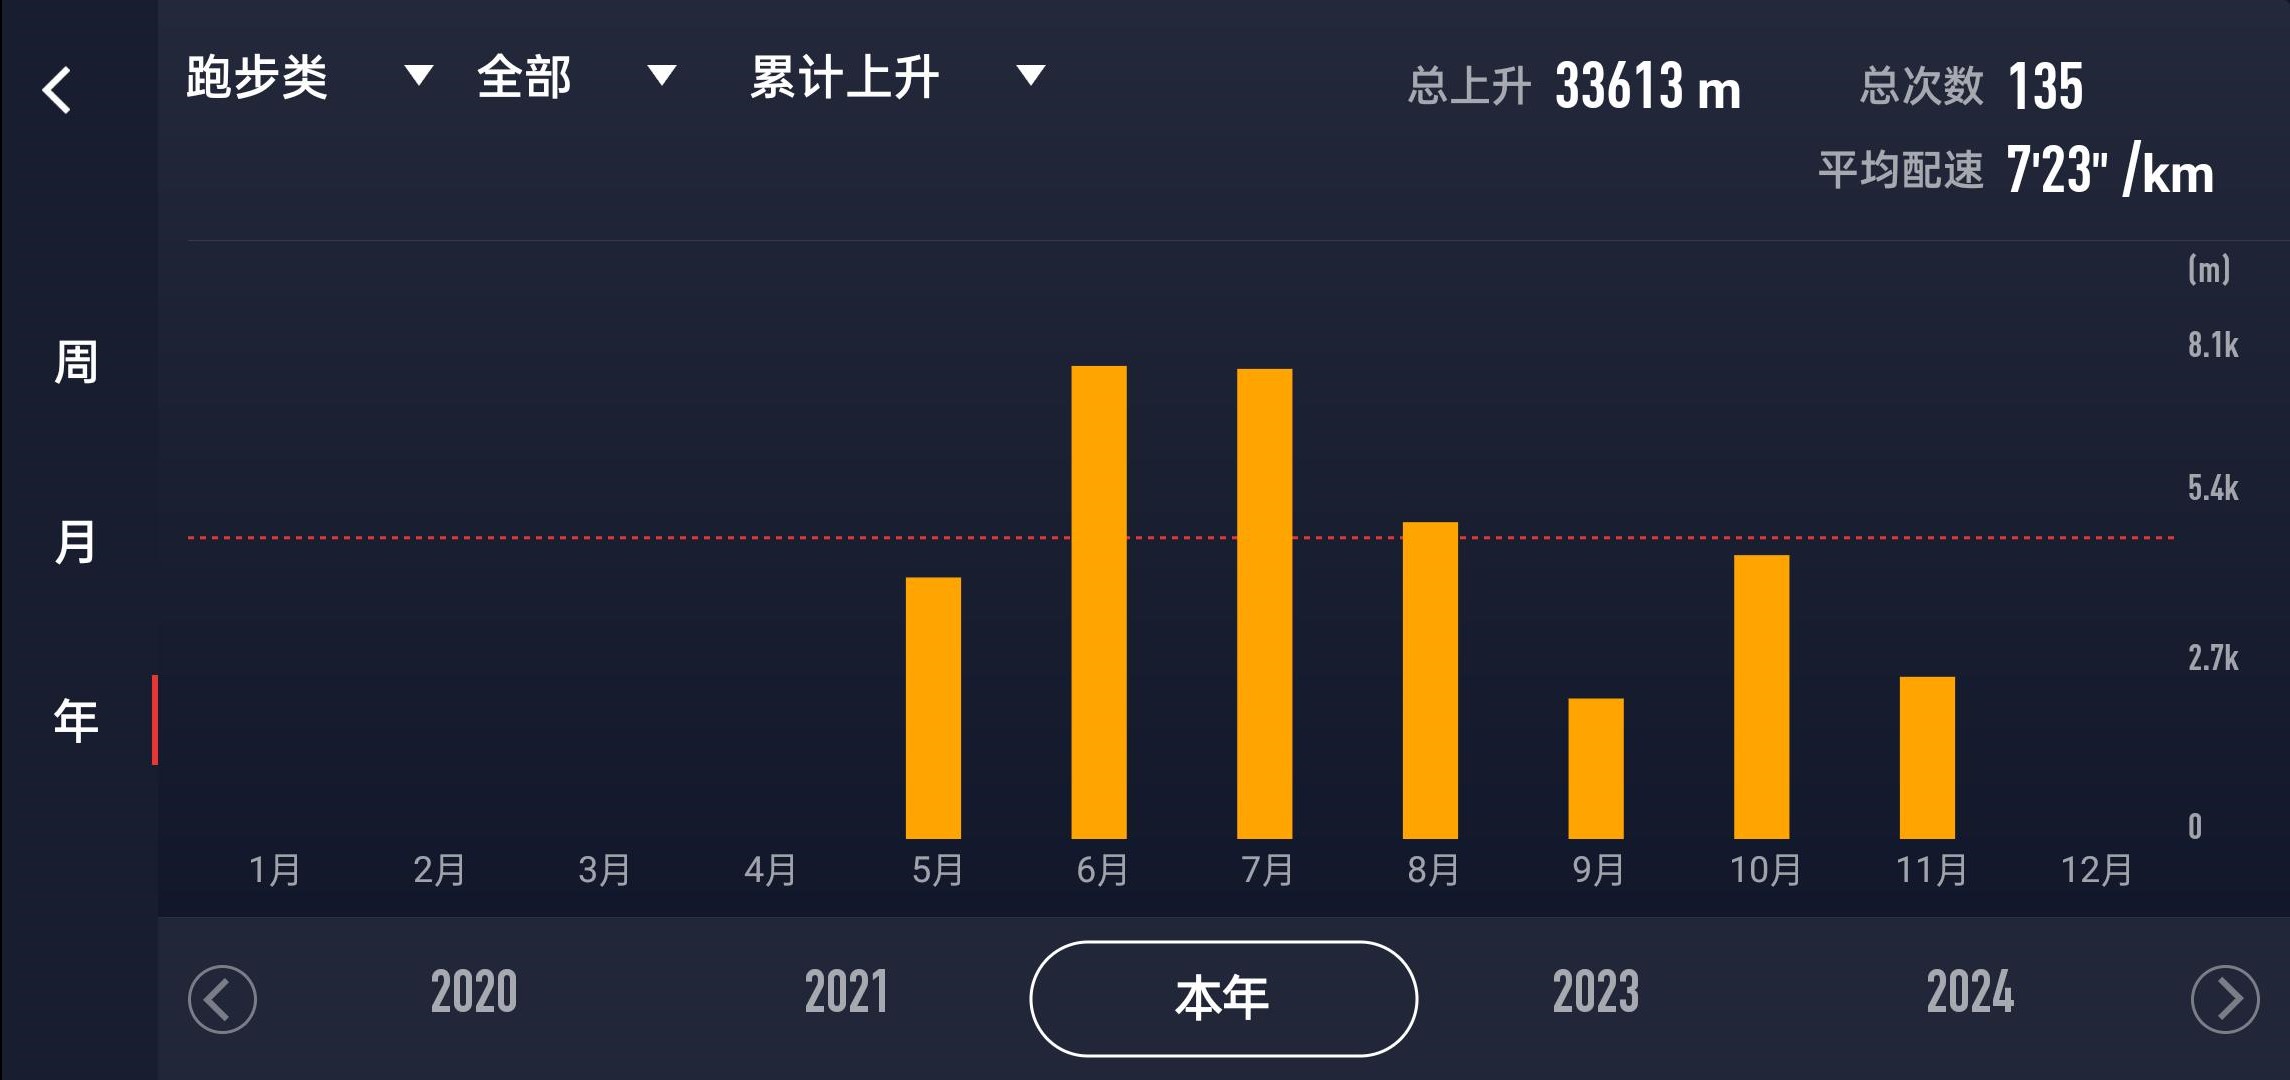 跑步类 全部 累计上升
总上升 33613 m 总次数 135
平均配速 7'23" /km
(m)
周
8.1k
5.4k
月
2.7k
年
0
1月 2月 3月 4月 5月 6月 7月 8月 9月 10月 11月 12月
2020 2021 本年 2023 2024